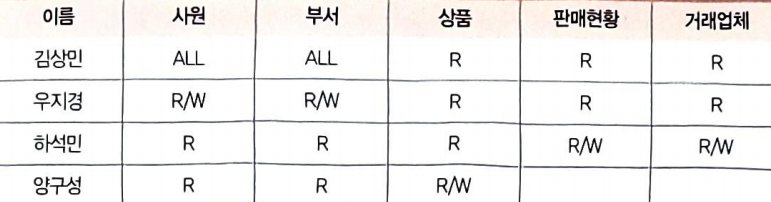 이름 사원 부서 상품 판매현황 거래업체
김상민 ALL ALL R R R
우지경 R/W R/W R R R
하석민 R R R R/W R/W
양구성 R R R/W